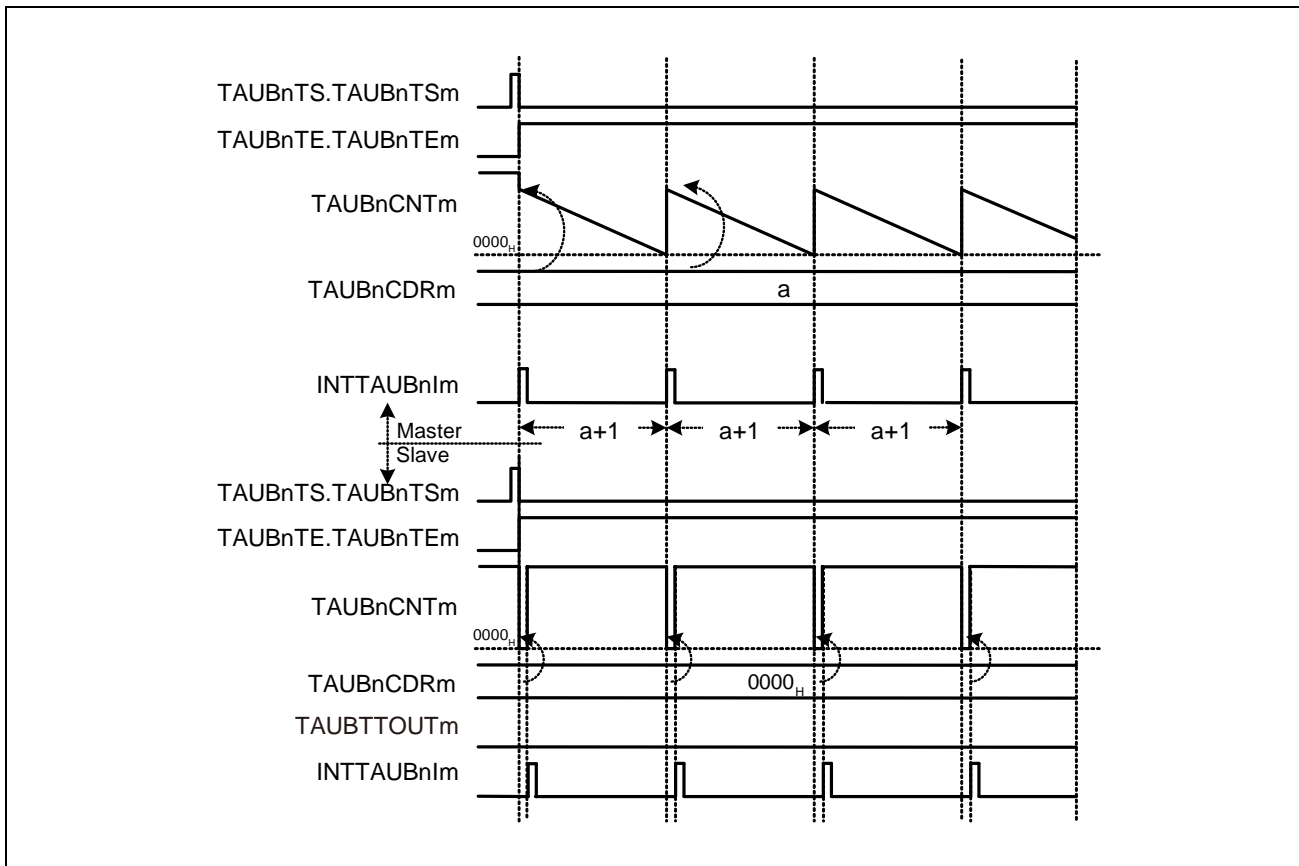 TAUBnTS.TAUBnTSm
TAUBnTE.TAUBnTEm
TAUBnCNTm
0000H
TAUBnCDRm
a
INTTAUBnIm
a+1 a+1 a+1
Master
Slave
TAUBnTS.TAUBnTSm
TAUBnTE.TAUBnTEm
TAUBnCNTm
0000H
TAUBnCDRm
0000H
TAUBTTOUTm
INTTAUBnIm